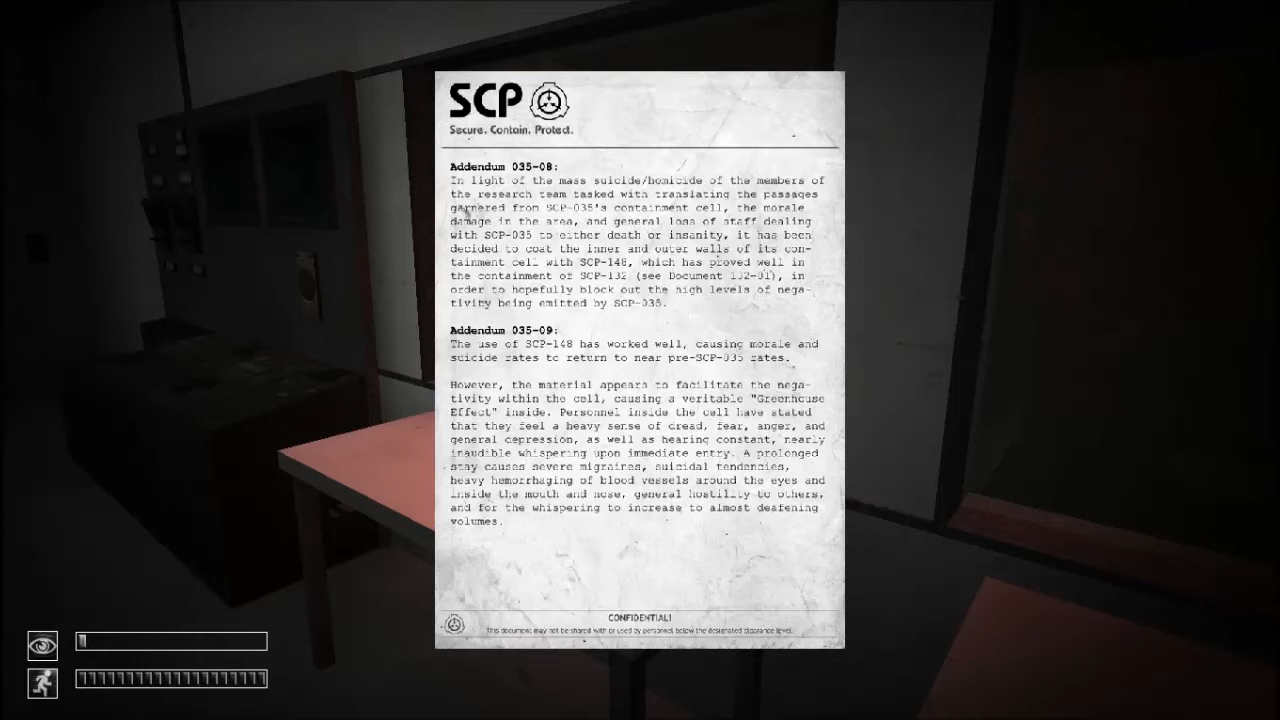 SCP
Secure. Contain. Protect.
Addendum 035-08:
In light of the mass suicide/homicide of the members of
the research team tasked with translating the passages
garnered from SCP-035's containment cell, the morale
damage in the area, and general loss of staff dealing
with SCP-035 to either death or insanity, it has been
decided to coat the inner and outer walls of its con-
tainment cell with SCP-148, which has proved well in
the containment of SCP-132 (see Document 132-01), in
order to hopefully block out the high levels of nega-
tivity being emitted by SCP-035.
Addendum 035-09:
The use of SCP-148 has worked well, causing morale and
suicide rates to return to near pre-SCP-035 rates.
However, the material appears to facilitate the nega-
tivity within the cell, causing a veritable "Greenhouse
Effect" inside. Personnel inside the cell have stated
that they feel a heavy sense of dread, fear, anger, and
general depression, as well as hearing constant, nearly
inaudible whispering upon immediate entry. A prolonged
stay causes severe migraines, suicidal tendencies,
heavy hemorrhaging of blood vessels around the eyes and
inside the mouth and nose, general hostility to others,
and for the whispering to increase to almost deafening
volumes.
CONFIDENTIAL!
This document may not be shared with or used by personnel below the designated clearance level.